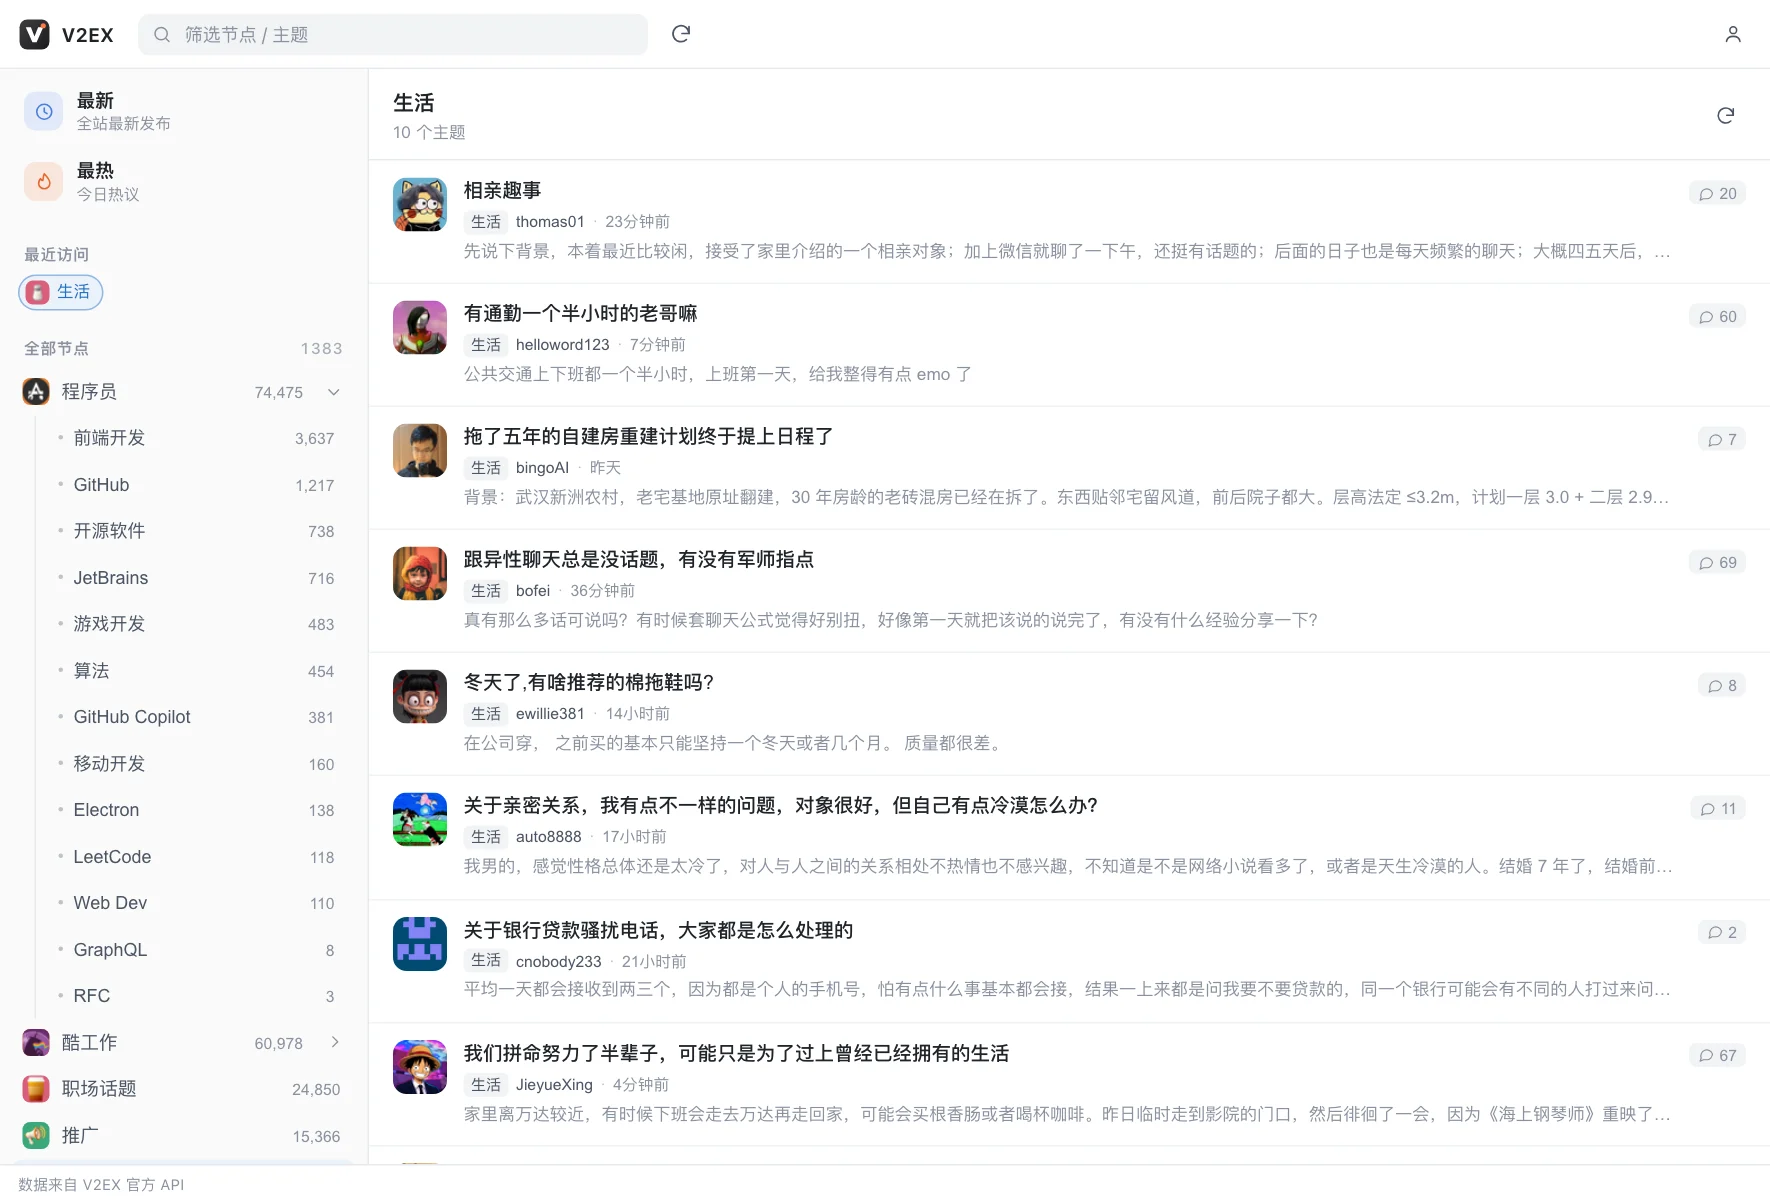 V2EX
筛选节点 / 主题
最新
全站最新发布
最热
今日热议
最近访问
生活
全部节点 1383
程序员 74,475
前端开发 3,637
GitHub 1,217
开源软件 738
JetBrains 716
游戏开发 483
算法 454
GitHub Copilot 381
移动开发 160
Electron 138
LeetCode 118
Web Dev 110
GraphQL 8
RFC 3
酷工作 60,978
职场话题 24,850
推广 15,366
生活
10 个主题
相亲趣事 20
生活 thomas01 · 23分钟前
先说下背景，本着最近比较闲，接受了家里介绍的一个相亲对象；加上微信就聊了一下午，还挺有话题的；后面的日子也是每天频繁的聊天；大概四五天后，…
有通勤一个半小时的老哥嘛 60
生活 helloword123 · 7分钟前
公共交通上下班都一个半小时，上班第一天，给我整得有点 emo 了
拖了五年的自建房重建计划终于提上日程了 7
生活 bingoAI · 昨天
背景：武汉新洲农村，老宅基地原址翻建，30 年房龄的老砖混房已经在拆了。东西贴邻宅留风道，前后院子都大。层高法定 ≤3.2m，计划一层 3.0 + 二层 2.9…
跟异性聊天总是没话题，有没有军师指点 69
生活 bofei · 36分钟前
真有那么多话可说吗？有时候套聊天公式觉得好别扭，好像第一天就把该说的说完了，有没有什么经验分享一下？
冬天了,有啥推荐的棉拖鞋吗? 8
生活 ewillie381 · 14小时前
在公司穿， 之前买的基本只能坚持一个冬天或者几个月。 质量都很差。
关于亲密关系，我有点不一样的问题，对象很好，但自己有点冷漠怎么办? 11
生活 auto8888 · 17小时前
我男的，感觉性格总体还是太冷了，对人与人之间的关系相处不热情也不感兴趣，不知道是不是网络小说看多了，或者是天生冷漠的人。结婚 7 年了，结婚前…
关于银行贷款骚扰电话，大家都是怎么处理的 2
生活 cnobody233 · 21小时前
平均一天都会接收到两三个，因为都是个人的手机号，怕有点什么事基本都会接，结果一上来都是问我要不要贷款的，同一个银行可能会有不同的人打过来问…
我们拼命努力了半辈子，可能只是为了过上曾经已经拥有的生活 67
生活 JieyueXing · 4分钟前
家里离万达较近，有时候下班会走去万达再走回家，可能会买根香肠或者喝杯咖啡。昨日临时走到影院的门口，然后徘徊了一会，因为《海上钢琴师》重映了…
数据来自 V2EX 官方 API